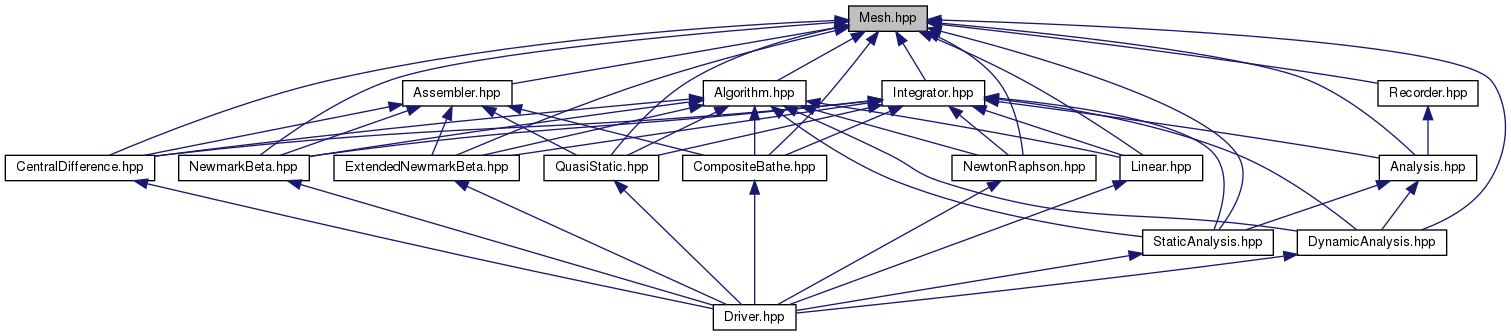 Mesh.hpp
Assembler.hpp
Algorithm.hpp
Integrator.hpp
Recorder.hpp
CentralDifference.hpp
NewmarkBeta.hpp
ExtendedNewmarkBeta.hpp
QuasiStatic.hpp
CompositeBathe.hpp
NewtonRaphson.hpp
Linear.hpp
Analysis.hpp
StaticAnalysis.hpp
DynamicAnalysis.hpp
Driver.hpp